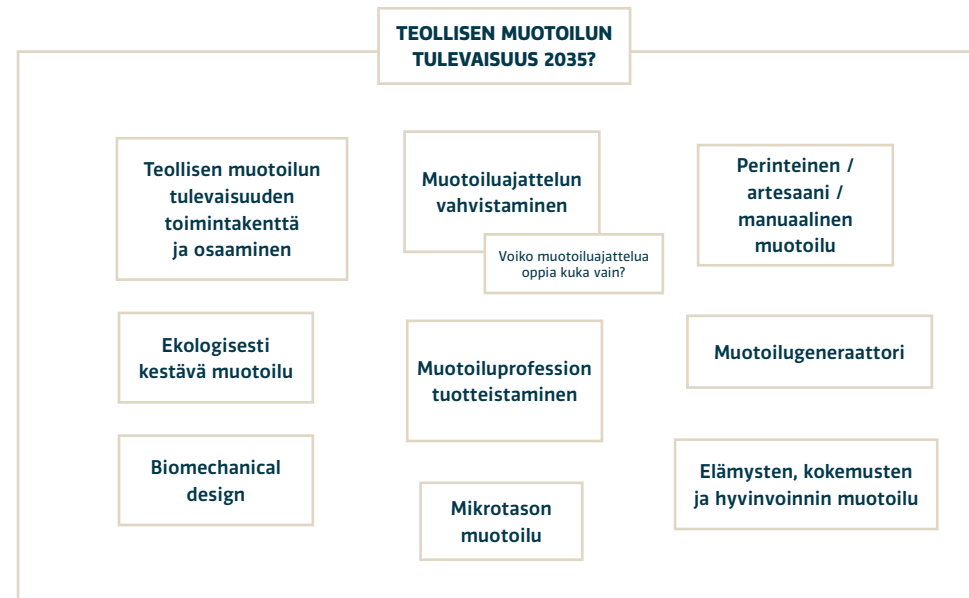 TEOLLISEN MUOTOILUN
TULEVAISUUS 2035?
Teollisen muotoilun
tulevaisuuden
toimintakenttä
ja osaaminen
Muotoiluajattelun
vahvistaminen
Voiko muotoiluajattelua
oppia kuka vain?
Perinteinen /
artesaani /
manuaalinen
muotoilu
Ekologisesti
kestävä muotoilu
Muotoiluprofession
tuotteistaminen
Muotoilugeneraattori
Biomechanical
design
Mikrotason
muotoilu
Elämysten, kokemusten
ja hyvinvoinnin muotoilu